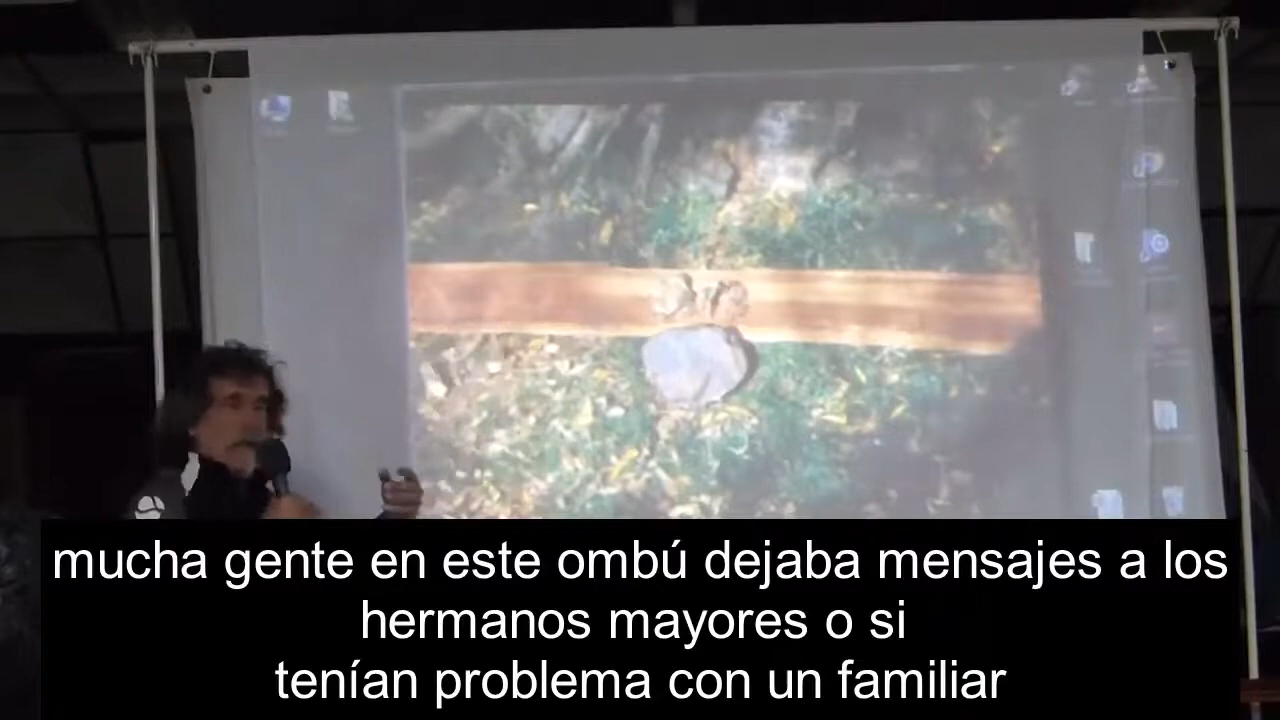 mucha gente en este ombú dejaba mensajes a los
hermanos mayores o si
tenían problema con un familiar